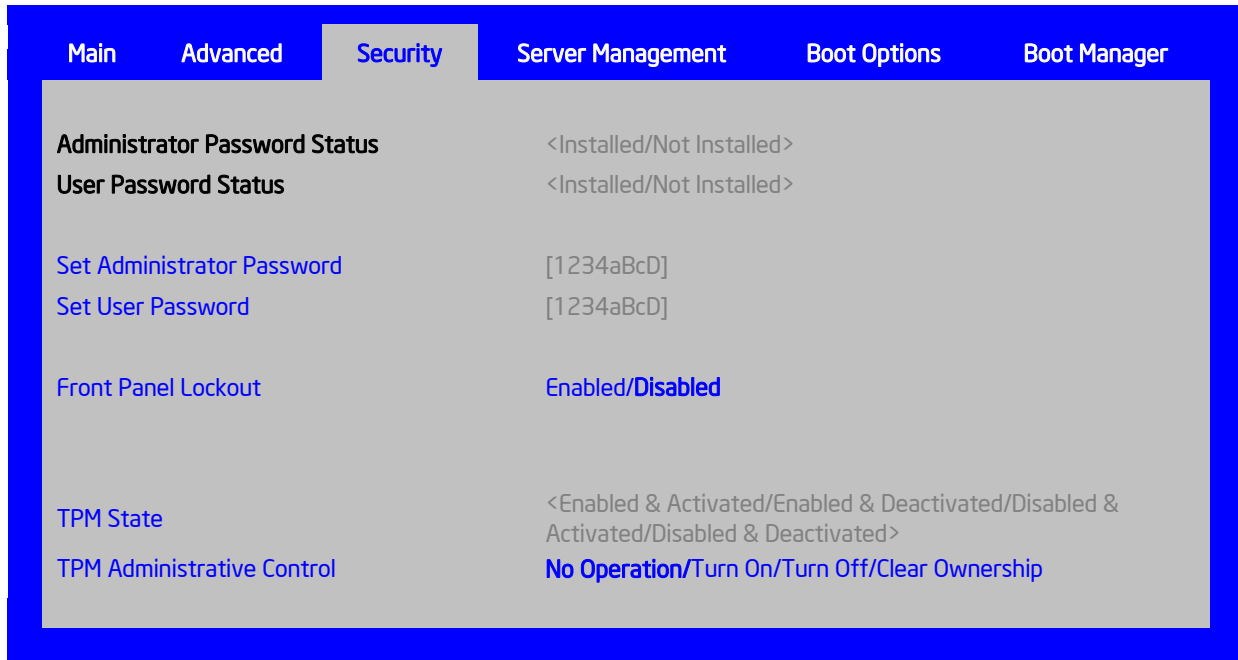 Main Advanced Security Server Management Boot Options Boot Manager
Administrator Password Status <Installed/Not Installed>
User Password Status <Installed/Not Installed>
Set Administrator Password [1234aBcD]
Set User Password [1234aBcD]
Front Panel Lockout Enabled/Disabled
TPM State <Enabled & Activated/Enabled & Deactivated/Disabled &
Activated/Disabled & Deactivated>
TPM Administrative Control No Operation/Turn On/Turn Off/Clear Ownership